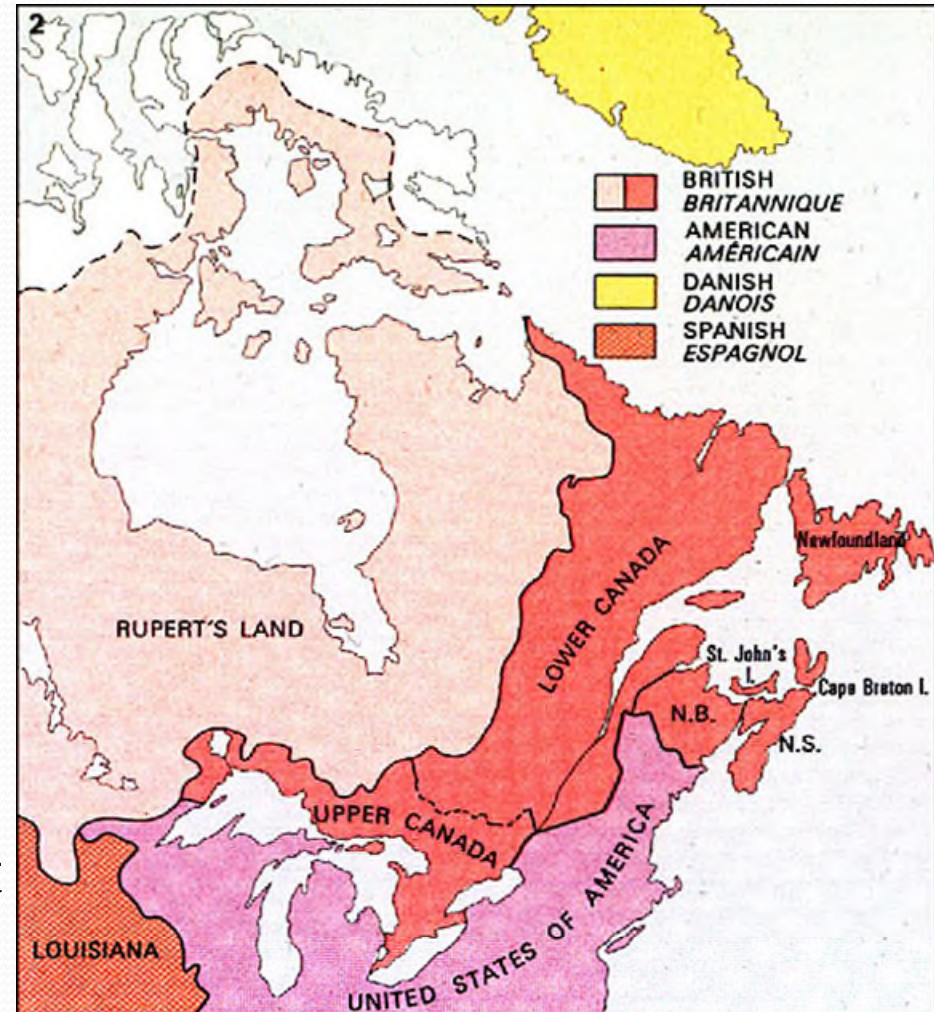 2
BRITISH
BRITANNIQUE
AMERICAN
AMÉRICAIN
DANISH
DANOIS
SPANISH
ESPAGNOL
Newfoundland
RUPERT'S LAND
LOWER CANADA
St. John's
I.
Cape Breton I.
N.B.
N.S.
UPPER CANADA
LOUISIANA
UNITED STATES OF AMERICA